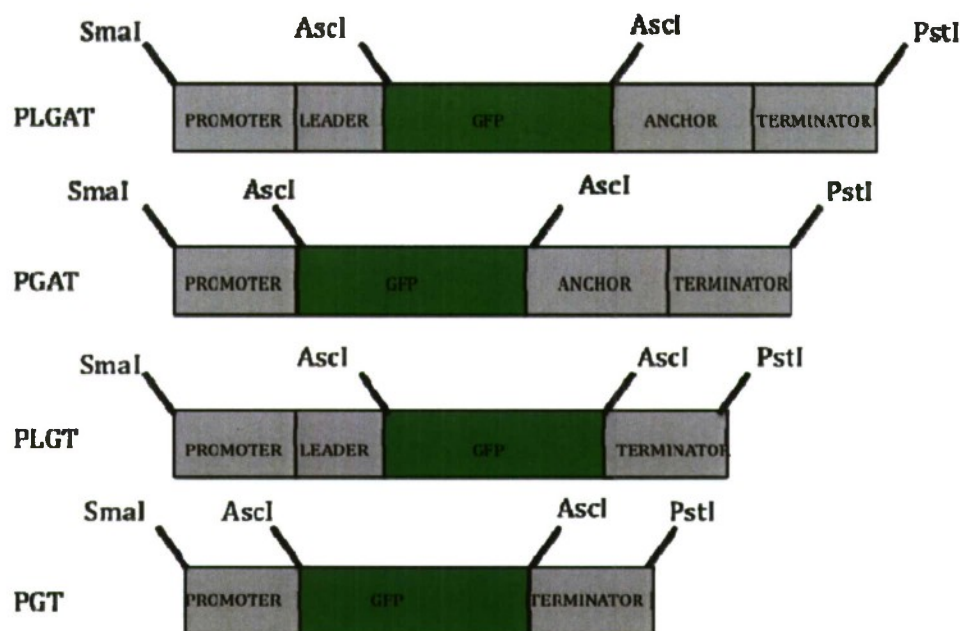 SmaI AscI AscI PstI
PLGAT PROMOTER LEADER GFP ANCHOR TERMINATOR
SmaI AscI AscI PstI
PGAT PROMOTER GFP ANCHOR TERMINATOR
SmaI AscI AscI PstI
PLGT PROMOTER LEADER GFP TERMINATOR
SmaI AscI AscI PstI
PGT PROMOTER GFP TERMINATOR